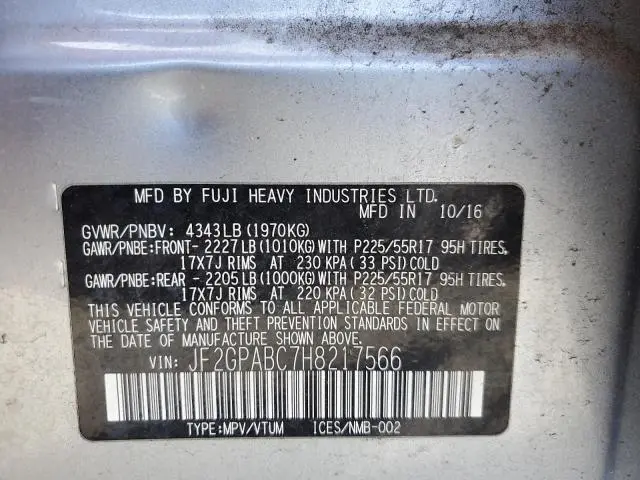 MFD BY FUJI HEAVY INDUSTRIES LTD.
MFD IN 10/16
GVWR/PNBV: 4343LB (1970KG)
GAWR/PNBE:FRONT- 2227LB(1010KG)WITH P225/55R17 95H TIRES.
17X7J RIMS AT 230 KPA(33 PSI)COLD
GAWR/PNBE:REAR - 2205LB(1000KG)WITH P225/55R17 95H TIRES.
17X7J RIMS AT 220 KPA(32 PSI)COLD
THIS VEHICLE CONFORMS TO ALL APPLICABLE FEDERAL MOTOR
VEHICLE SAFETY AND THEFT PREVENTION STANDARDS IN EFFECT
ON THE DATE OF MANUFACTURE SHOWN ABOVE.
VIN: JF2GPABC7H8217566
TYPE:MPV/VTUM ICES/NMB-002